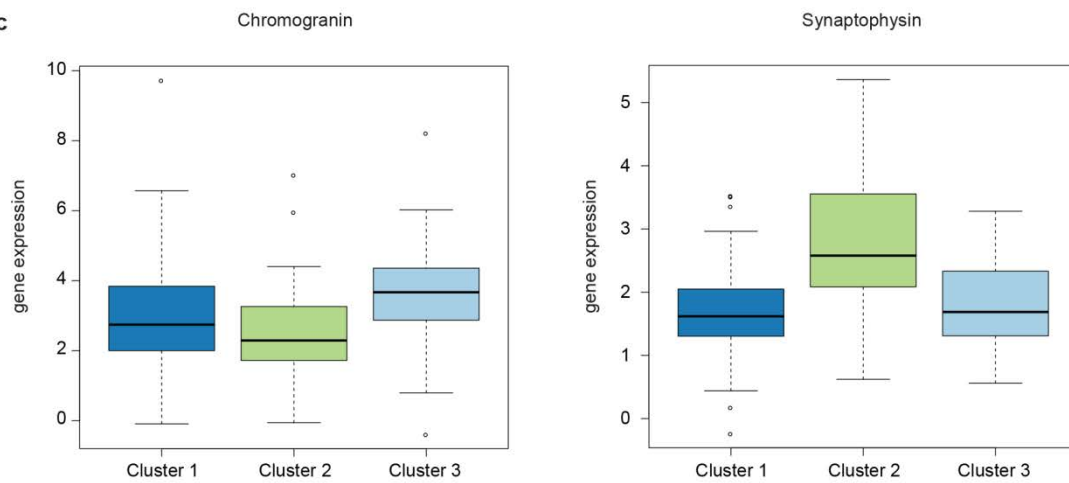 c
Chromogranin
gene expression
10
8
6
4
2
0
Cluster 1 Cluster 2 Cluster 3
Synaptophysin
gene expression
5
4
3
2
1
0
Cluster 1 Cluster 2 Cluster 3